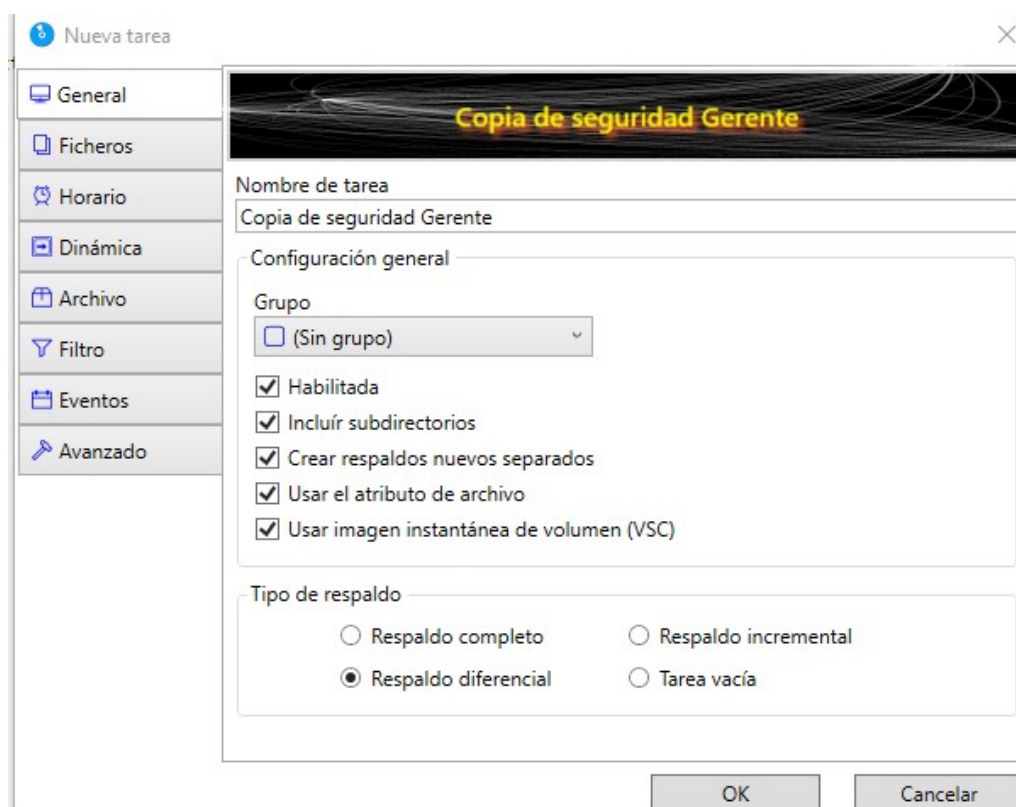 Nueva tarea
General
Ficheros
Horario
Dinámica
Archivo
Filtro
Eventos
Avanzado
Copia de seguridad Gerente
Nombre de tarea
Copia de seguridad Gerente
Configuración general
Grupo
(Sin grupo)
Habilitada
Incluír subdirectorios
Crear respaldos nuevos separados
Usar el atributo de archivo
Usar imagen instantánea de volumen (VSC)
Tipo de respaldo
Respaldo completo Respaldo incremental
Respaldo diferencial Tarea vacía
OK Cancelar